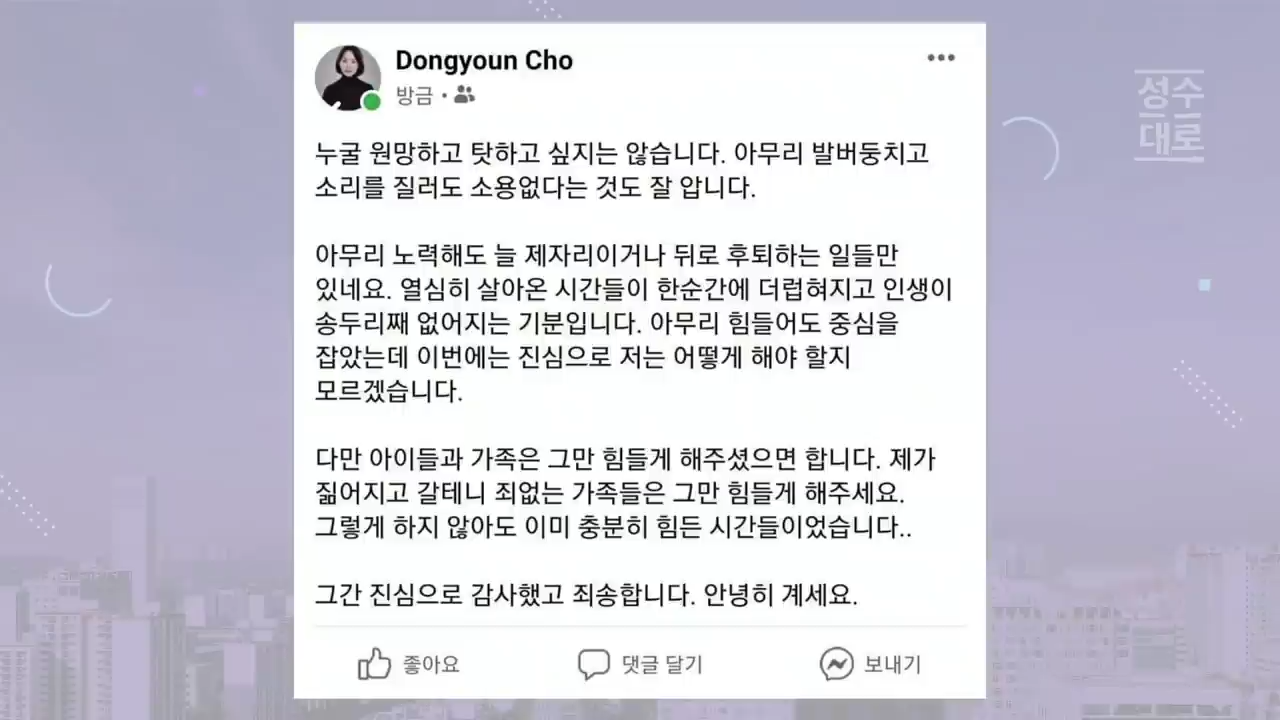 Dongyoun Cho
방금
성수
대로
누굴 원망하고 탓하고 싶지는 않습니다. 아무리 발버둥치고
소리를 질러도 소용없다는 것도 잘 압니다.
아무리 노력해도 늘 제자리이거나 뒤로 후퇴하는 일들만
있네요. 열심히 살아온 시간들이 한순간에 더럽혀지고 인생이
송두리째 없어지는 기분입니다. 아무리 힘들어도 중심을
잡았는데 이번에는 진심으로 저는 어떻게 해야 할지
모르겠습니다.
다만 아이들과 가족은 그만 힘들게 해주셨으면 합니다. 제가
짊어지고 갈테니 죄없는 가족들은 그만 힘들게 해주세요.
그렇게 하지 않아도 이미 충분히 힘든 시간들이었습니다..
그간 진심으로 감사했고 죄송합니다. 안녕히 계세요.
좋아요
댓글 달기
보내기